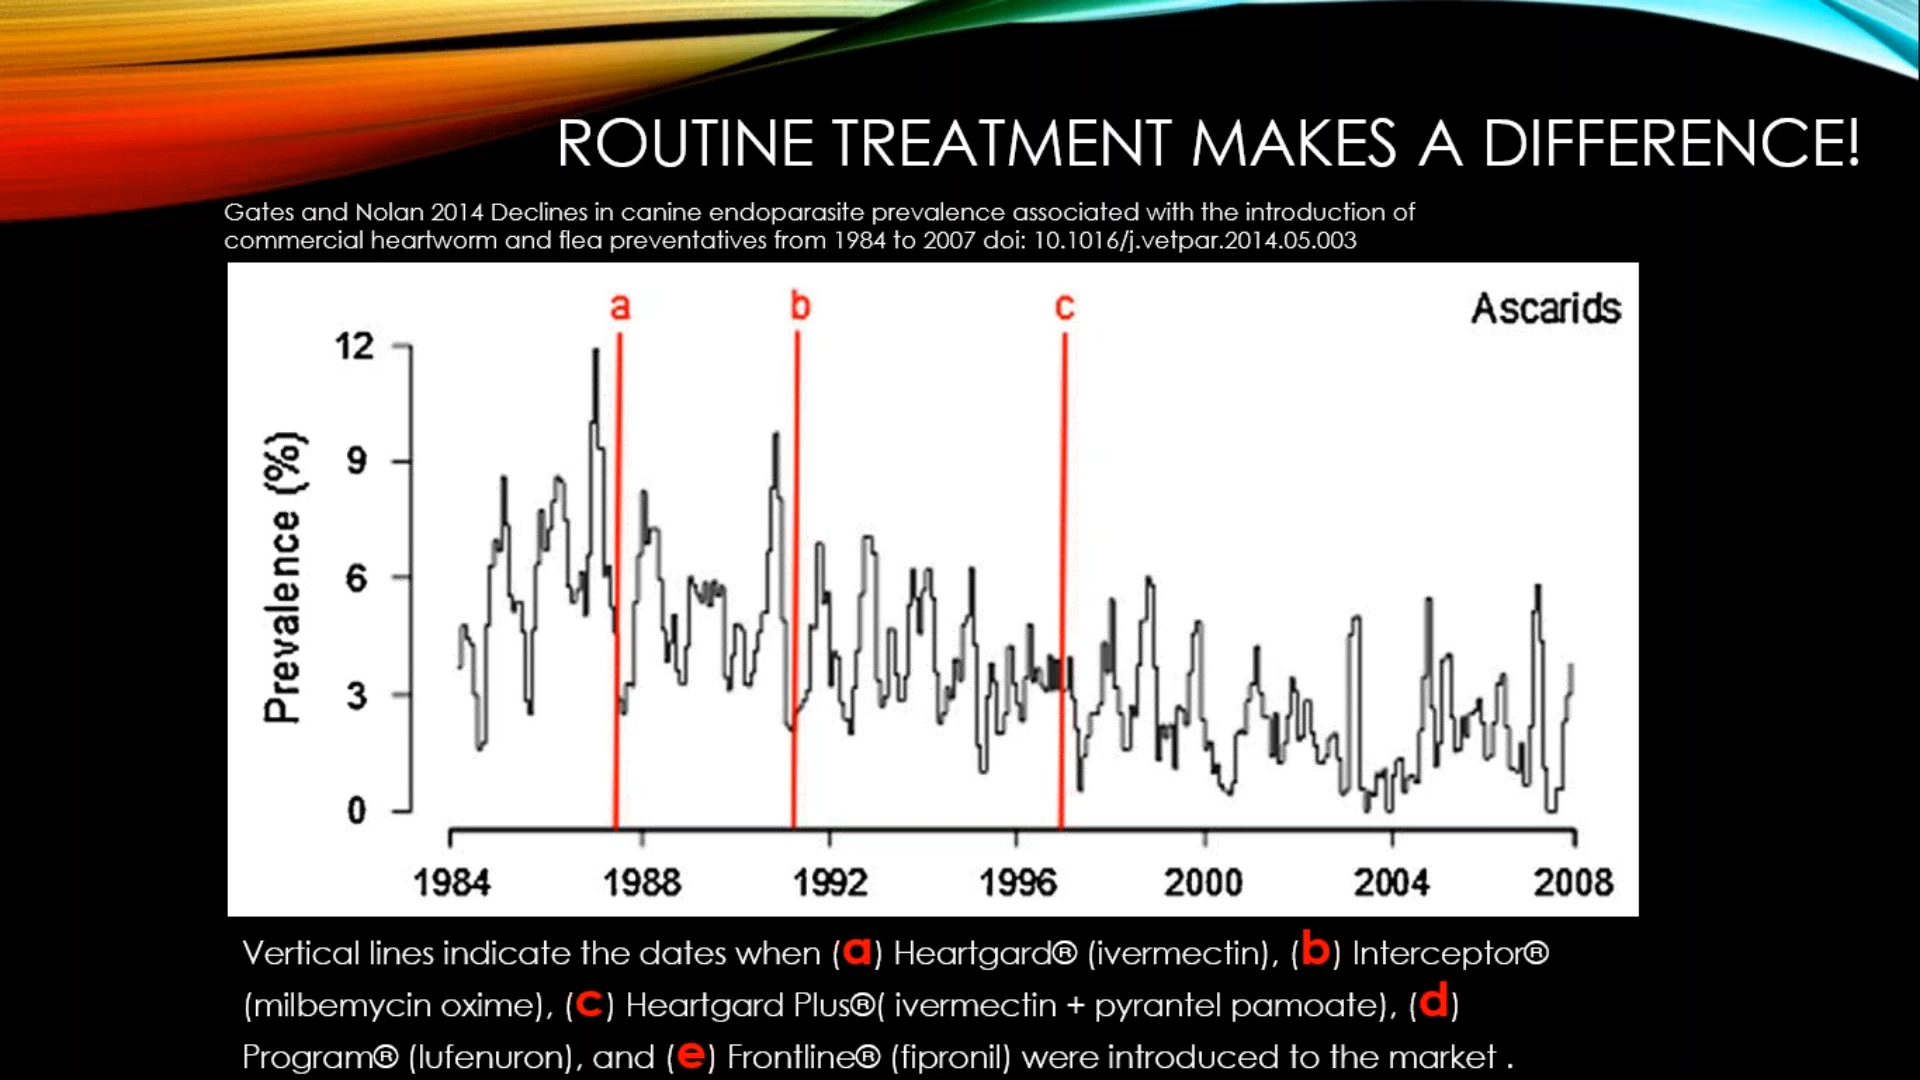 ROUTINE TREATMENT MAKES A DIFFERENCE!
Gates and Nolan 2014 Declines in canine endoparasite prevalence associated with the introduction of
commercial heartworm and flea preventatives from 1984 to 2007 doi: 10.1016/j.vetpar.2014.05.003
a b c
Ascarids
Prevalence (%)
12
9
6
3
0
1984 1988 1992 1996 2000 2004 2008
Vertical lines indicate the dates when (a) Heartgard® (ivermectin), (b) Interceptor®
(milbemycin oxime), (c) Heartgard Plus®( ivermectin + pyrantel pamoate), (d)
Program® (lufenuron), and (e) Frontline® (fipronil) were introduced to the market .